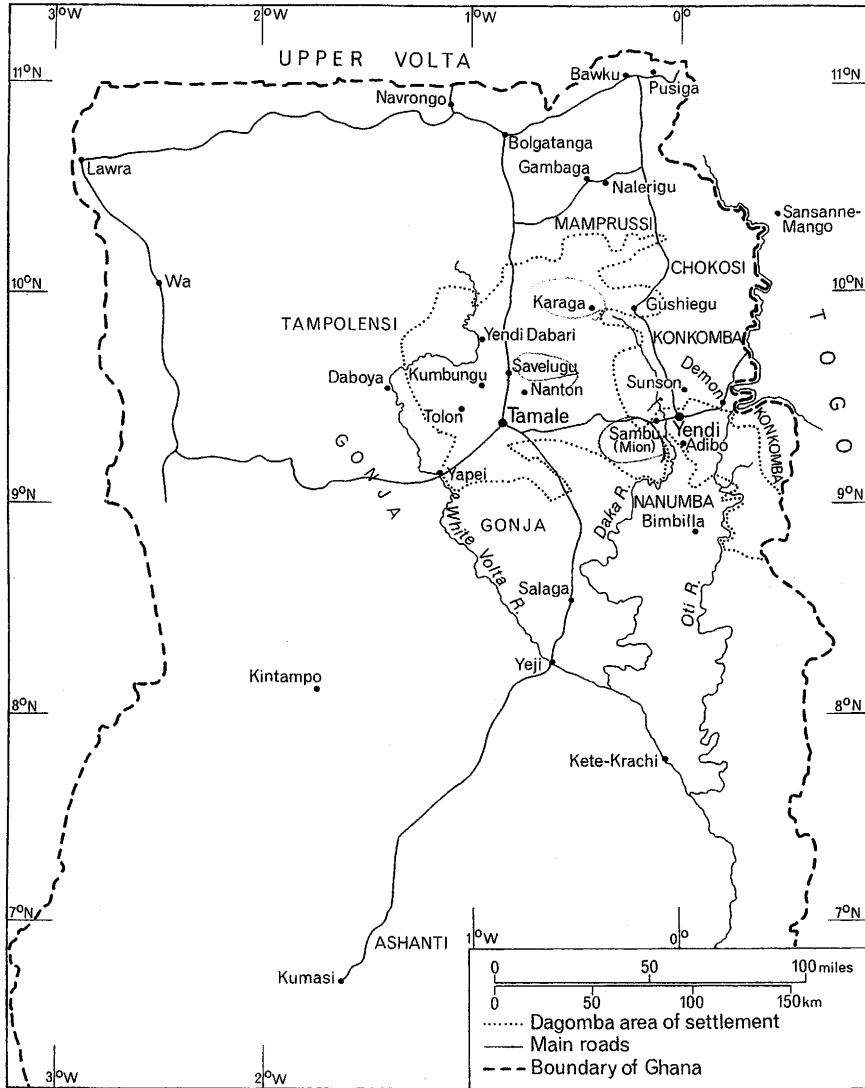 3°W
2°W
1°W
0°
UPPER VOLTA
11°N
11°N
Bawku
Pusiga
Navrongo
Bolgatanga
Lawra
Gambaga
Nalerigu
Sansanne-
Mango
MAMPRUSSI
CHOKOSI
Wa
10°N
10°N
Karaga
Gushiegu
TAMPOLENSI
Yendi Dabari
KONKOMBA
TOGO
Daboya
Kumbungu
Savelugu
Nanton
Sunson
Demon
Tolon
Tamale
Yendi
Sambu
(Mion)
Adibo
KONKOMBA
GONJA
Yapei
9°N
9°N
White Volta R.
GONJA
Daka R.
NANUMBA
Bimbilla
Oti R.
Salaga
Yeji
Kintampo
8°N
8°N
Kete-Krachi
7°N
7°N
ASHANTI
1°W
0°
Kumasi
0
50
100 miles
0
50
100
150 km
Dagomba area of settlement
Main roads
Boundary of Ghana
3°W
2°W